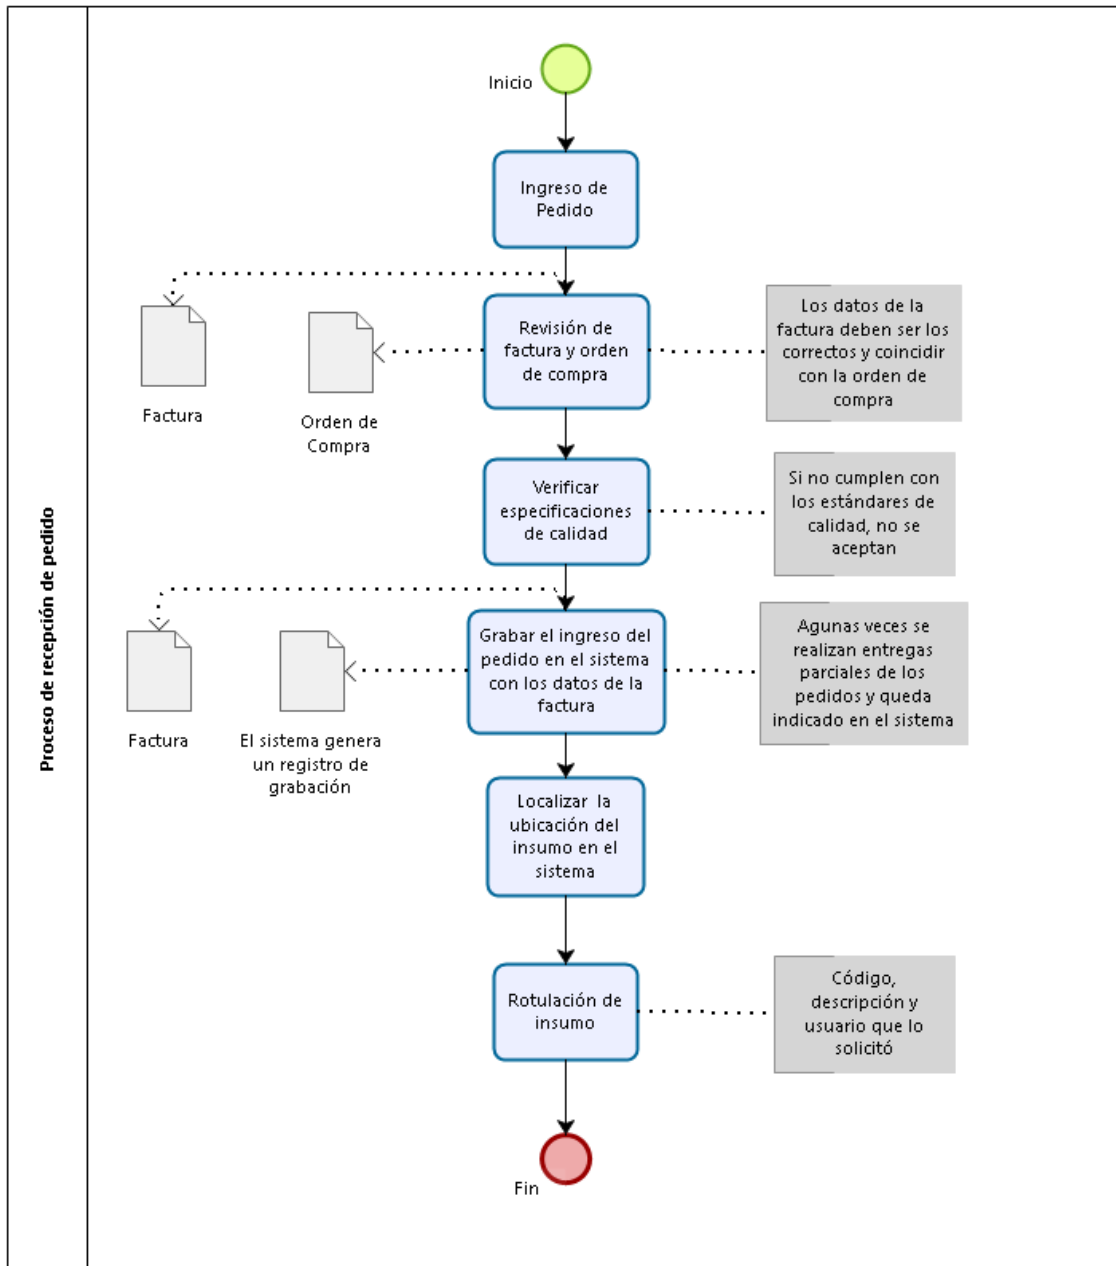 Proceso de recepción de pedido
Inicio
Ingreso de
Pedido
Revisión de
factura y orden
de compra
Factura
Orden de
Compra
Los datos de la
factura deben ser los
correctos y coincidir
con la orden de
compra
Verificar
especificaciones
de calidad
Si no cumplen con
los estándares de
calidad, no se
aceptan
Grabar el ingreso del
pedido en el sistema
con los datos de la
factura
Factura
El sistema genera
un registro de
grabación
Agunas veces se
realizan entregas
parciales de los
pedidos y queda
indicado en el sistema
Localizar la
ubicación del
insumo en el
sistema
Rotulación de
insumo
Código,
descripción y
usuario que lo
solicitó
Fin